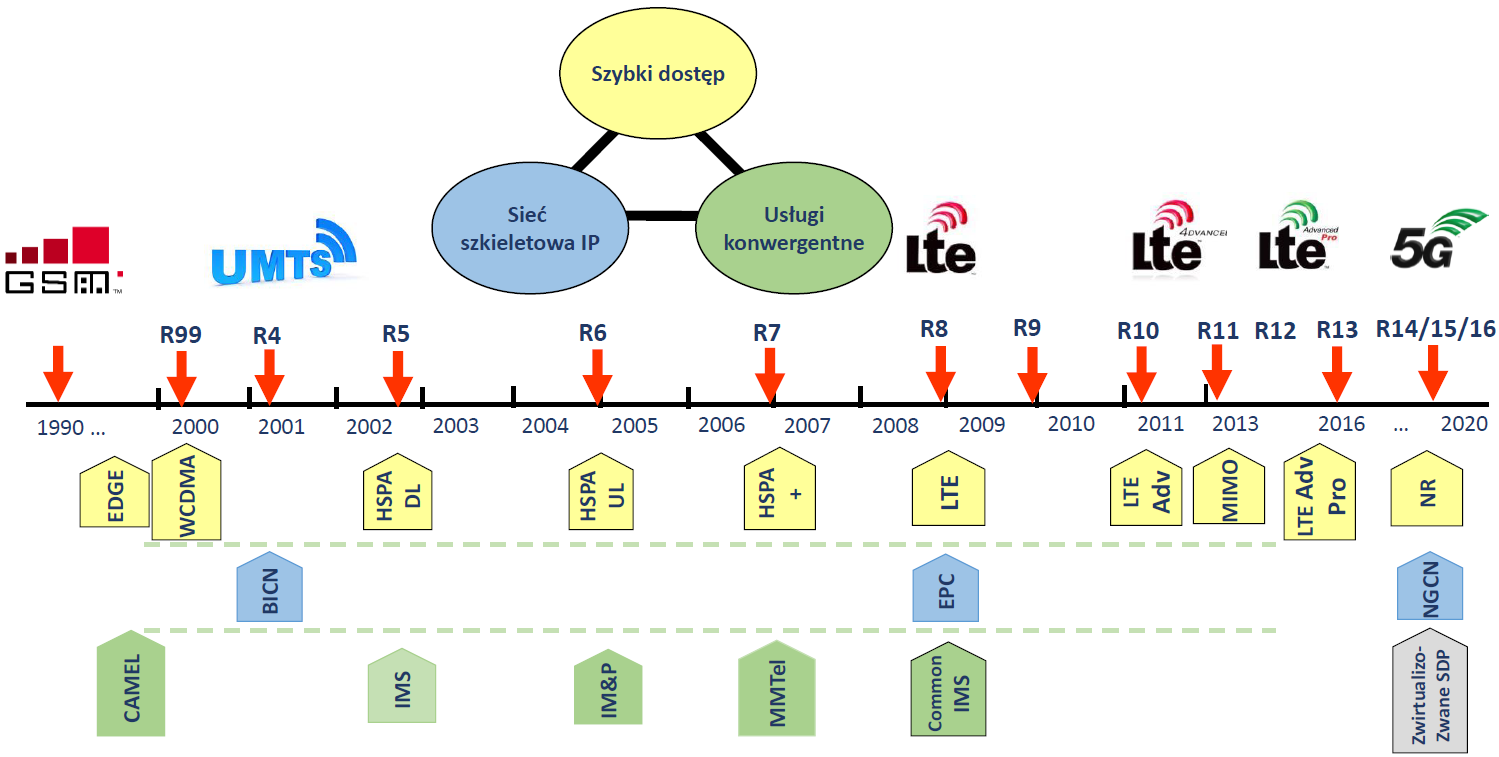 Szybki dostęp
Sieć
szkieletowa IP
Usługi
konwergentne
GSM
TM
UMTS
Lte
4DVANCEI
Lte
Advanced
Pro
Lte
5G
R99
R4
R5
R6
R7
R8
R9
R10
R11
R12
R13
R14/15/16
1990 ...
2000
2001
2002
2003
2004
2005
2006
2007
2008
2009
2010
2011
2013
2016
...
2020
EDGE
WCDMA
HSPA
DL
HSPA
UL
HSPA
+
LTE
LTE
Adv
MIMO
LTE Adv
Pro
NR
BICN
EPC
NGCN
CAMEL
IMS
IM&P
MMTel
Common
IMS
Zwirtualizo-
Zwane SDP